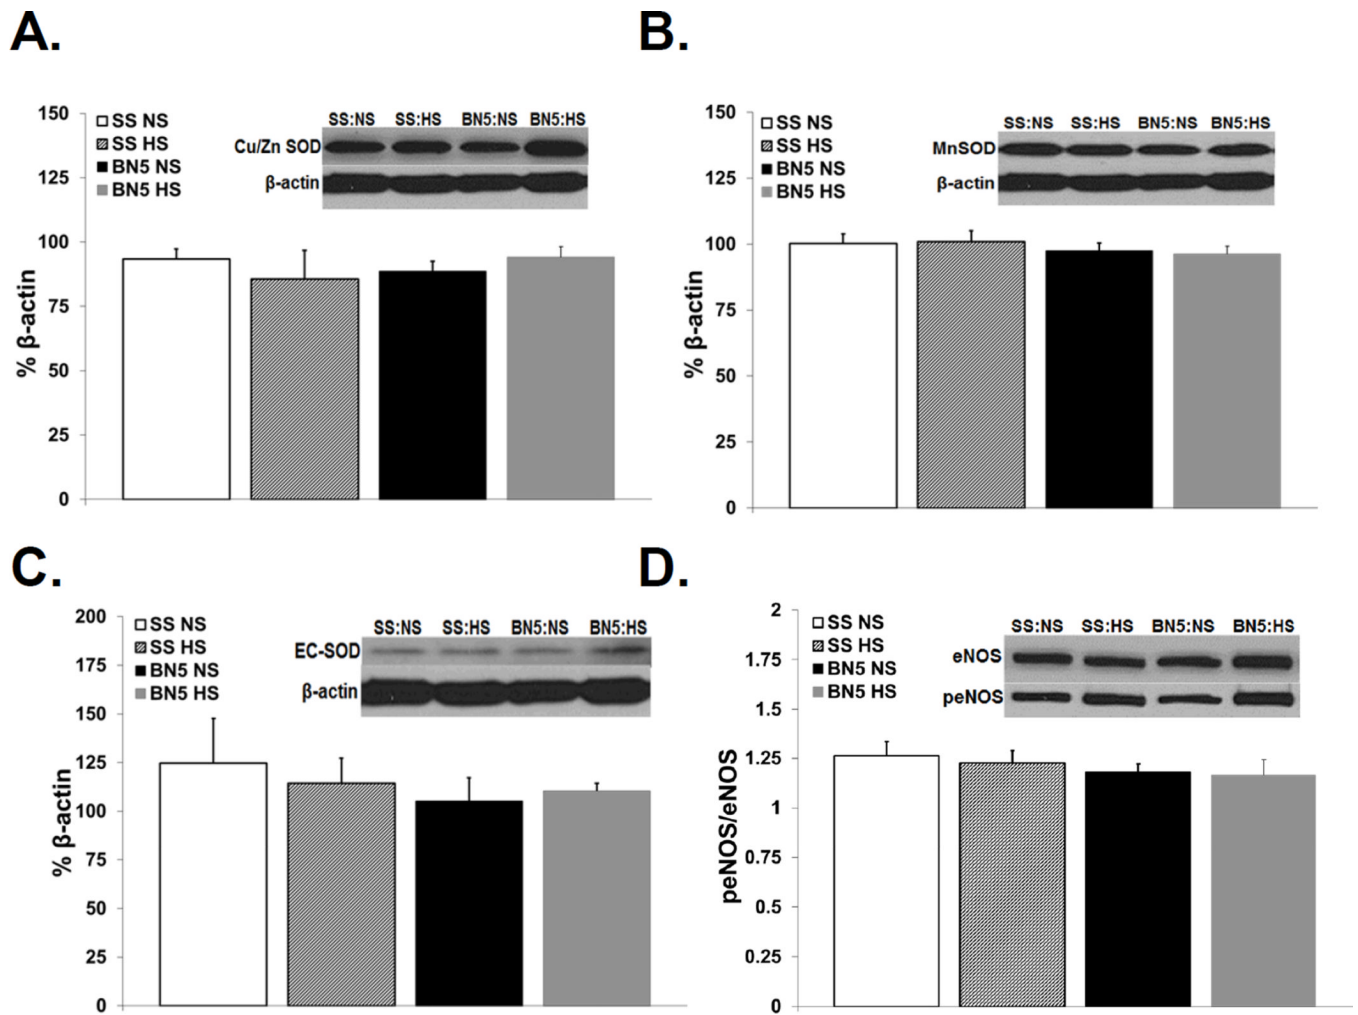 A.
150
125
100
75
50
25
0
% β-actin
SS NS
SS HS
BN5 NS
BN5 HS
SS:NS SS:HS BN5:NS BN5:HS
Cu/Zn SOD
β-actin
B.
150
125
100
75
50
25
0
% β-actin
SS NS
SS HS
BN5 NS
BN5 HS
SS:NS SS:HS BN5:NS BN5:HS
MnSOD
β-actin
C.
200
175
150
125
100
75
50
25
0
% β-actin
SS NS
SS HS
BN5 NS
BN5 HS
SS:NS SS:HS BN5:NS BN5:HS
EC-SOD
β-actin
D.
2
1.75
1.5
1.25
1
0.75
0.5
0.25
0
peNOS/eNOS
SS NS
SS HS
BN5 NS
BN5 HS
SS:NS SS:HS BN5:NS BN5:HS
eNOS
peNOS